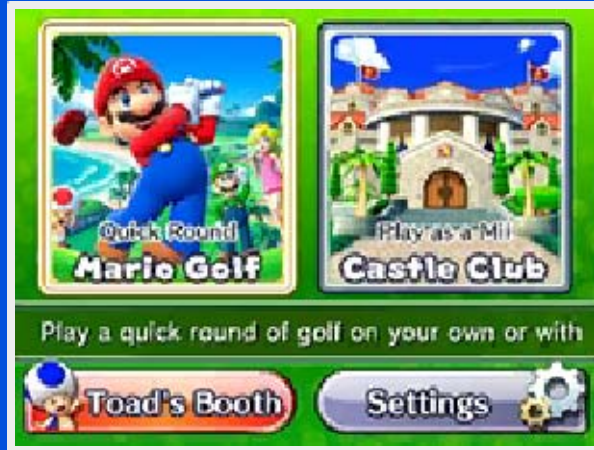 Quick Round
Mario Golf
Play as a Mii
Castle Club
Play a quick round of golf on your own or with
Toad's Booth
Settings